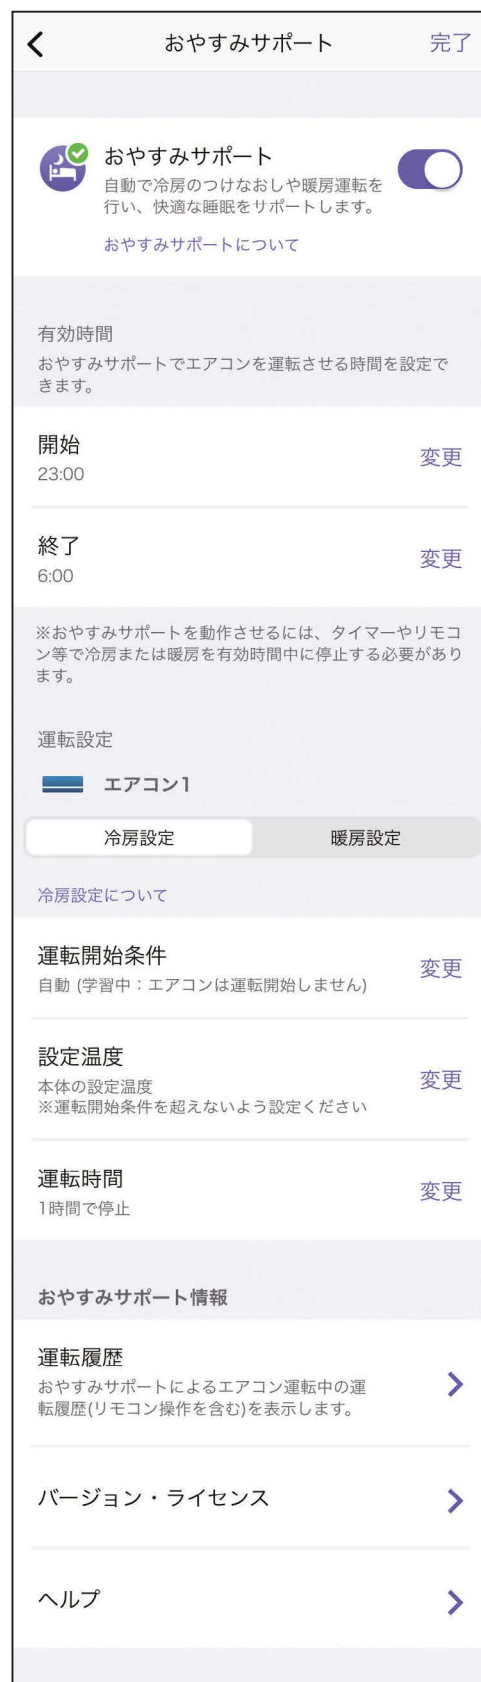 おやすみサポート 完了
おやすみサポート
自動で冷房のつけなおしや暖房運転を
行い、快適な睡眠をサポートします。
おやすみサポートについて
有効時間
おやすみサポートでエアコンを運転させる時間を設定で
きます。
開始
23:00
変更
終了
6:00
変更
※おやすみサポートを動作させるには、タイマーやリモコ
ン等で冷房または暖房を有効時間中に停止する必要があり
ます。
運転設定
エアコン1
冷房設定 暖房設定
冷房設定について
運転開始条件
自動 (学習中：エアコンは運転開始しません)
変更
設定温度
本体の設定温度
※運転開始条件を超えないよう設定ください
変更
運転時間
1時間で停止
変更
おやすみサポート情報
運転履歴
おやすみサポートによるエアコン運転中の運
転履歴(リモコン操作を含む)を表示します。
バージョン・ライセンス
ヘルプ